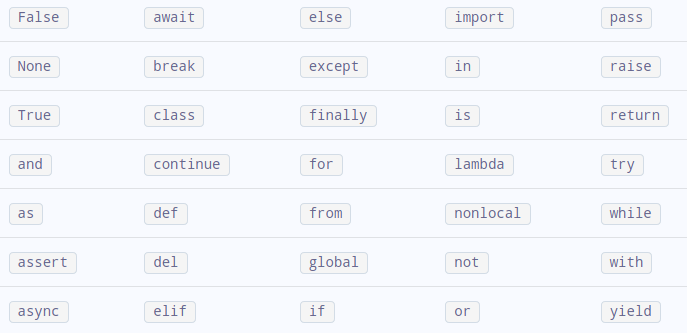 False await else import pass
None break except in raise
True class finally is return
and continue for lambda try
as def from nonlocal while
assert del global not with
async elif if or yield